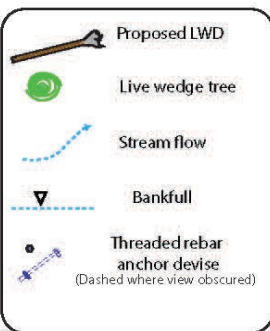 Proposed LWD
Live wedge tree
Stream flow
Bankfull
Threaded rebar
anchor devise
(Dashed where view obscured)